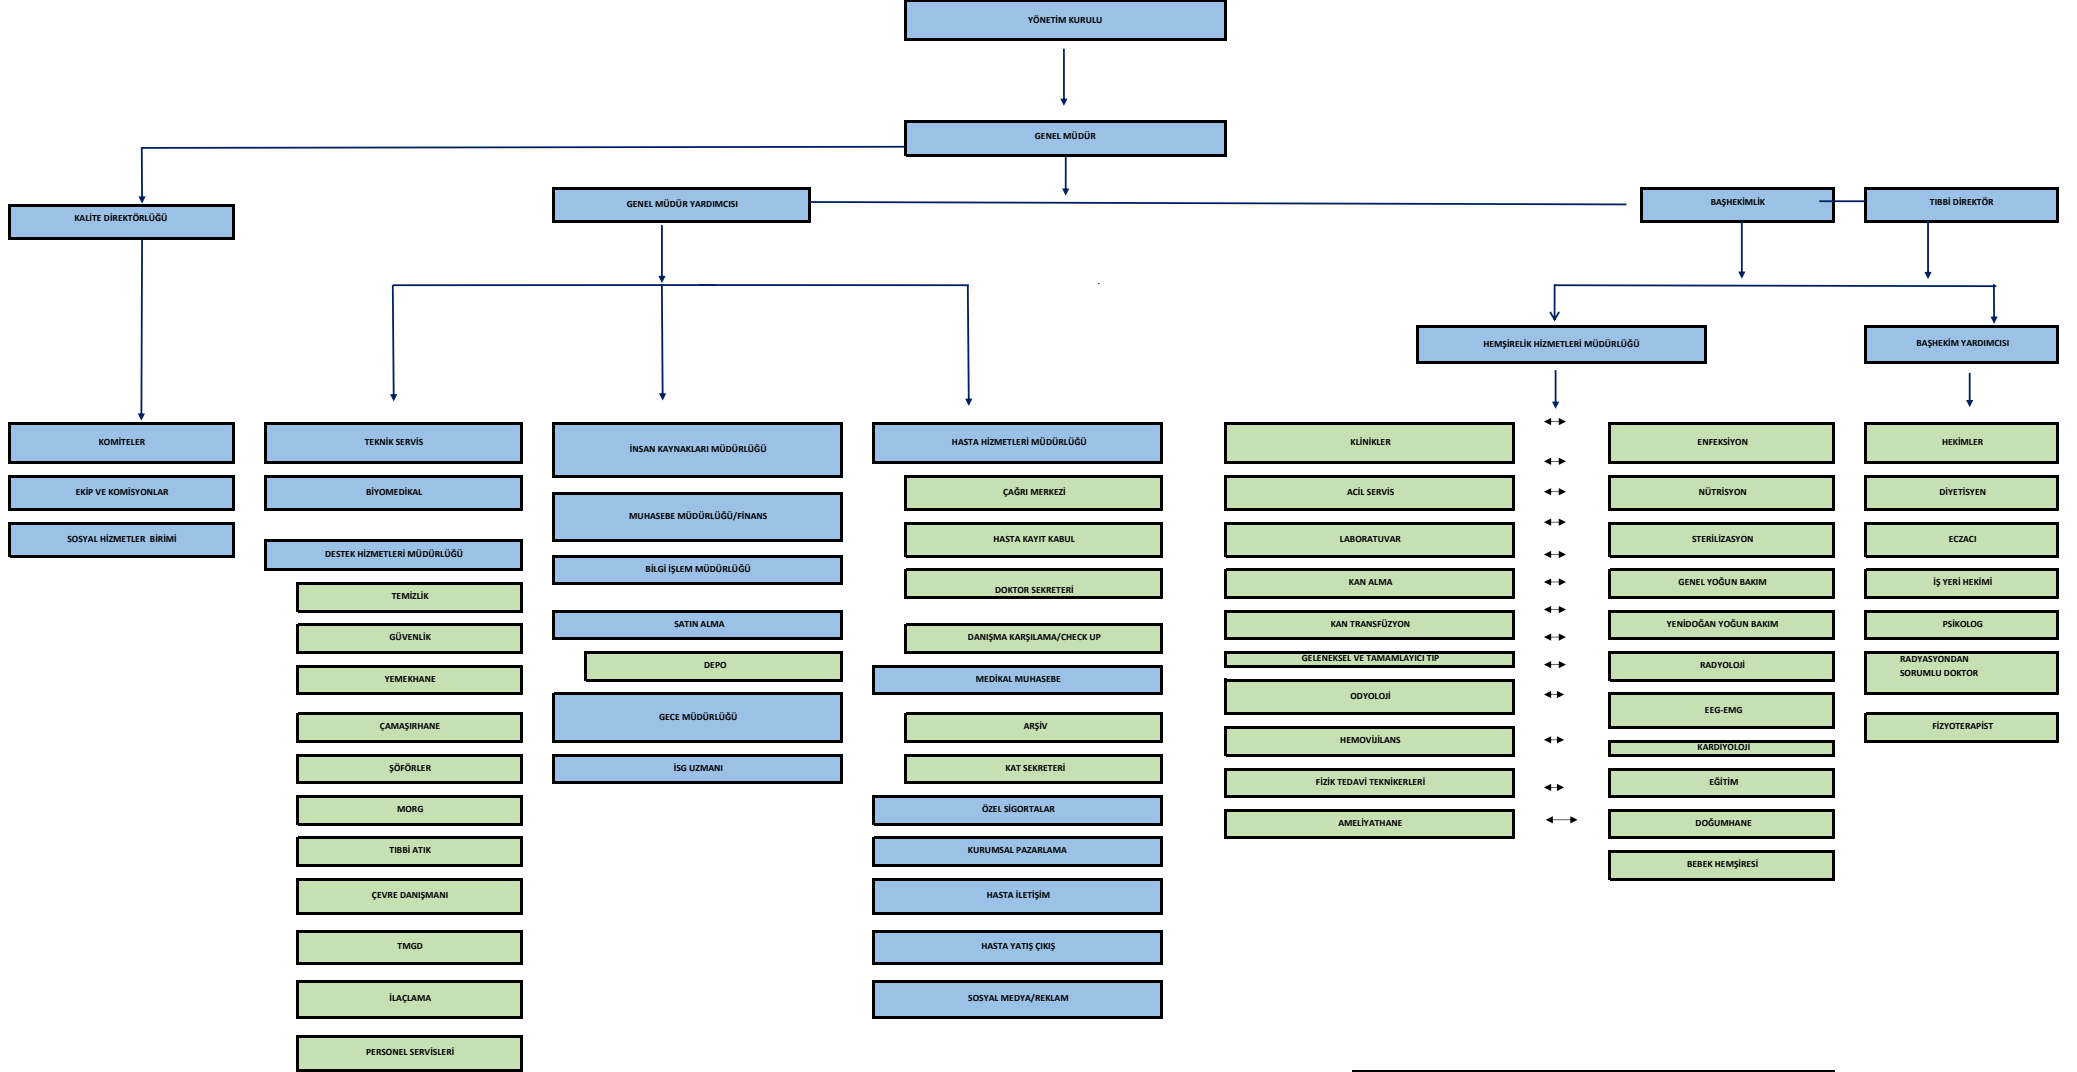 YÖNETİM KURULU
GENEL MÜDÜR
KALİTE DİREKTÖRLÜĞÜ
GENEL MÜDÜR YARDIMCISI
BAŞHEKİMLİK
TIBBİ DİREKTÖR
HEMŞİRELİK HİZMETLERİ MÜDÜRLÜĞÜ
BAŞHEKİM YARDIMCISI
KOMİTELER
EKİP VE KOMİSYONLAR
SOSYAL HİZMETLER BİRİMİ
TEKNİK SERVİS
BİYOMEDİKAL
DESTEK HİZMETLERİ MÜDÜRLÜĞÜ
TEMİZLİK
GÜVENLİK
YEMEKHANE
ÇAMAŞIRHANE
ŞÖFÖRLER
MORG
TIBBİ ATIK
ÇEVRE DANIŞMANI
TMGD
İLAÇLAMA
PERSONEL SERVİSLERİ
İNSAN KAYNAKLARI MÜDÜRLÜĞÜ
MUHASEBE MÜDÜRLÜĞÜ/FİNANS
BİLGİ İŞLEM MÜDÜRLÜĞÜ
SATIN ALMA
DEPO
GECE MÜDÜRLÜĞÜ
İSG UZMANI
HASTA HİZMETLERİ MÜDÜRLÜĞÜ
ÇAĞRI MERKEZİ
HASTA KAYIT KABUL
DOKTOR SEKRETERİ
DANIŞMA KARŞILAMA/CHECK UP
MEDİKAL MUHASEBE
ARŞİV
KAT SEKRETERİ
ÖZEL SİGORTALAR
KURUMSAL PAZARLAMA
HASTA İLETİŞİM
HASTA YATIŞ ÇIKIŞ
SOSYAL MEDYA/REKLAM
KLİNİKLER
ACİL SERVİS
LABORATUVAR
KAN ALMA
KAN TRANSFÜZYON
GELENEKSEL VE TAMAMLAYICI TIP
ODYOLOJİ
HEMOVİJİLANS
FİZİK TEDAVİ TEKNİKERLERİ
AMELİYATHANE
ENFEKSİYON
NÜTRİSYON
STERİLİZASYON
GENEL YOĞUN BAKIM
YENİDOĞAN YOĞUN BAKIM
RADYOLOJİ
EEG-EMG
KARDİYOLOJİ
EĞİTİM
DOĞUMHANE
BEBEK HEMŞİRESİ
HEKİMLER
DİYETİSYEN
ECZACI
İŞ YERİ HEKİMİ
PSİKOLOG
RADYASYONDAN
SORUMLU DOKTOR
FİZYOTERAPİST